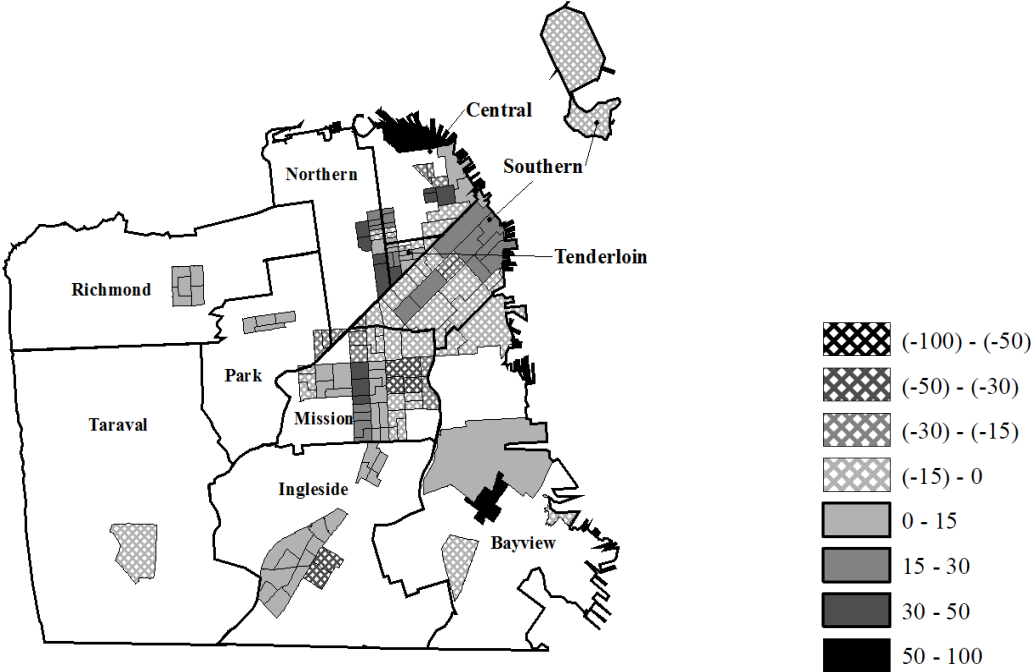 Central
Southern
Northern
Tenderloin
Richmond
Park
Taraval
Mission
Ingleside
Bayview
(-100) - (-50)
(-50) - (-30)
(-30) - (-15)
(-15) - 0
0 - 15
15 - 30
30 - 50
50 - 100